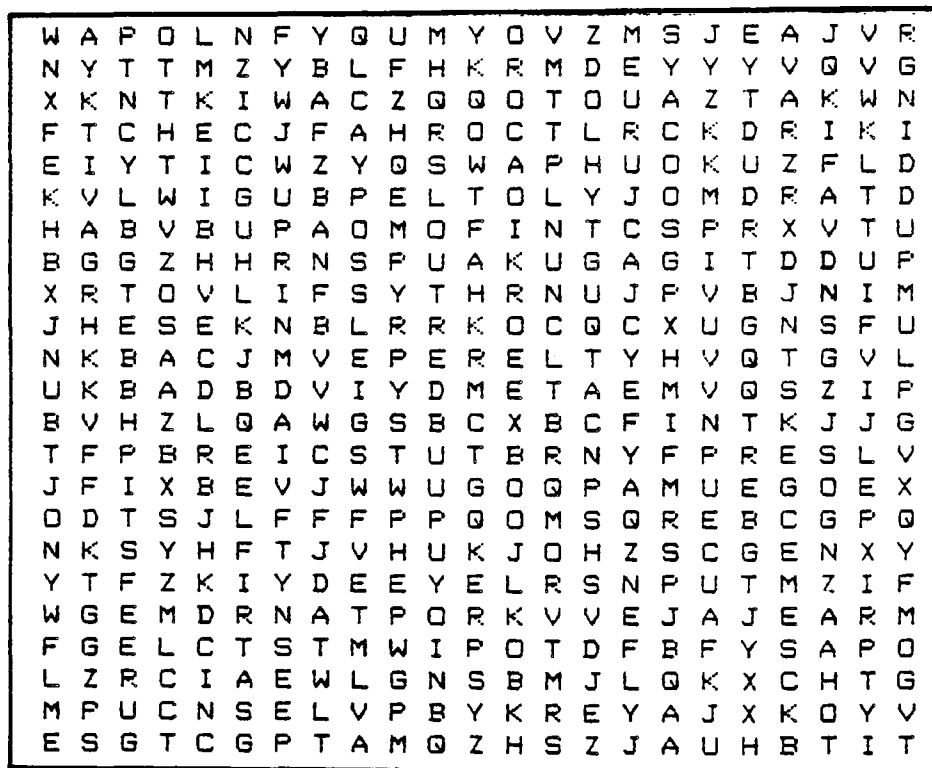 W A P O L N F Y Q U M Y O V Z M S J E A J V R
N Y T T M Z Y B L F H K R M D E Y Y Y V Q V G
X K N T K I W A C Z Q Q O T O U A Z T A K W N
F T C H E C J F A H R O C T L R C K D R I K I
E I Y T I C W Z Y Q S W A P H U O K U Z F L D
K V L W I G U B P E L T O L Y J O M D R A T D
H A B V B U P A O M O F I N T C S P R X V T U
B G G Z H H R N S P U A K U G A G I T D D U P
X R T O V L I F S Y T H R N U J P V B J N I M
J H E S E K N B L R R K O C Q C X U G N S F U
N K B A C J M V E P E R E L T Y H V Q T G V L
U K B A D B D V I Y D M E T A E M V Q S Z I P
B V H Z L Q A W G S B C X B C F I N T K J J G
T F P B R E I C S T U T B R N Y F P R E S L V
J F I X B E V J W W U G O Q P A M U E G O E X
O D T S J L F F F P P Q O M S Q R E B C G P Q
N K S Y H F T J V H U K J O H Z S C G E N X Y
Y T F Z K I Y D E E Y E L R S N P U T M Z I F
W G E M D R N A T P O R K V V E J A J E A R M
F G E L C T S T M W I P O T D F B F Y S A P O
L Z R C I A E W L G N S B M J L Q K X C H T G
M P U C N S E L V P B Y K R E Y A J X K O Y V
E S G T C G P T A M Q Z H S Z J A U H B T I T